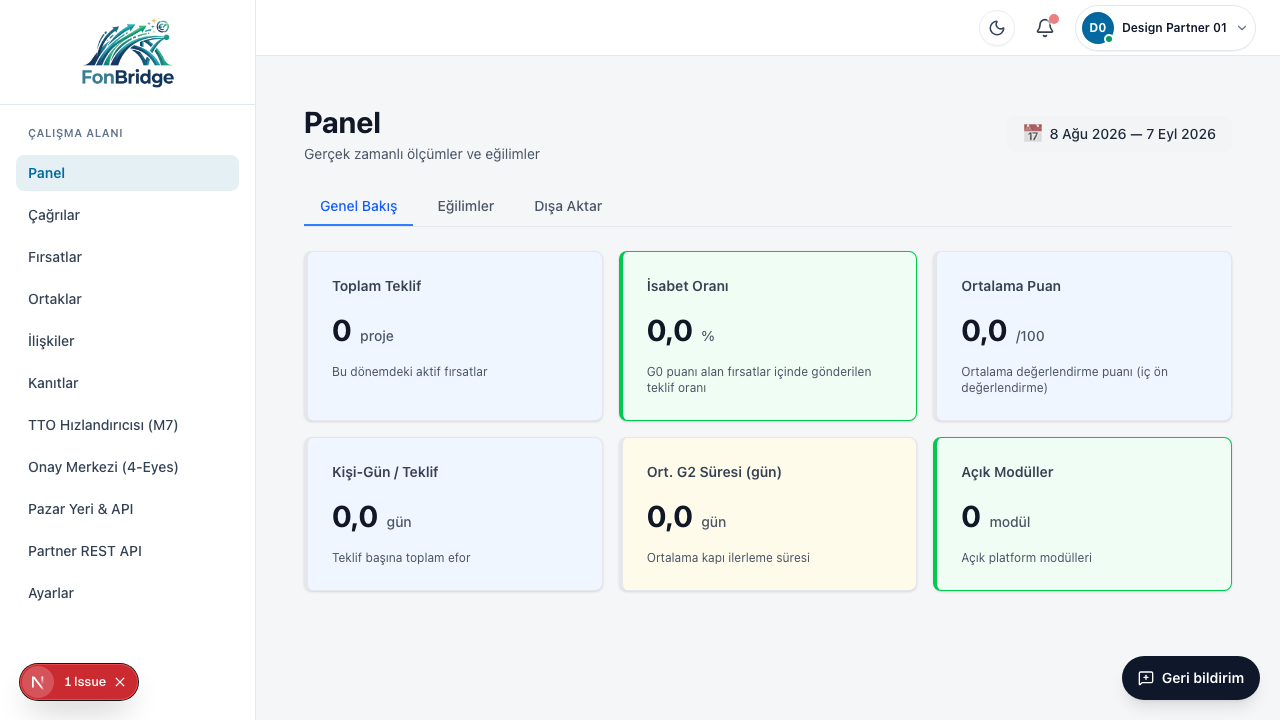 FonBridge
ÇALIŞMA ALANI
Panel
Çağrılar
Fırsatlar
Ortaklar
İlişkiler
Kanıtlar
TTO Hızlandırıcısı (M7)
Onay Merkezi (4-Eyes)
Pazar Yeri & API
Partner REST API
Ayarlar
N 1 Issue
D0 Design Partner 01
Panel
Gerçek zamanlı ölçümler ve eğilimler
17 8 Ağu 2026 — 7 Eyl 2026
Genel Bakış Eğilimler Dışa Aktar
Toplam Teklif
0 proje
Bu dönemdeki aktif fırsatlar
İsabet Oranı
0,0 %
G0 puanı alan fırsatlar içinde gönderilen
teklif oranı
Ortalama Puan
0,0 /100
Ortalama değerlendirme puanı (iç ön
değerlendirme)
Kişi-Gün / Teklif
0,0 gün
Teklif başına toplam efor
Ort. G2 Süresi (gün)
0,0 gün
Ortalama kapı ilerleme süresi
Açık Modüller
0 modül
Açık platform modülleri
Geri bildirim